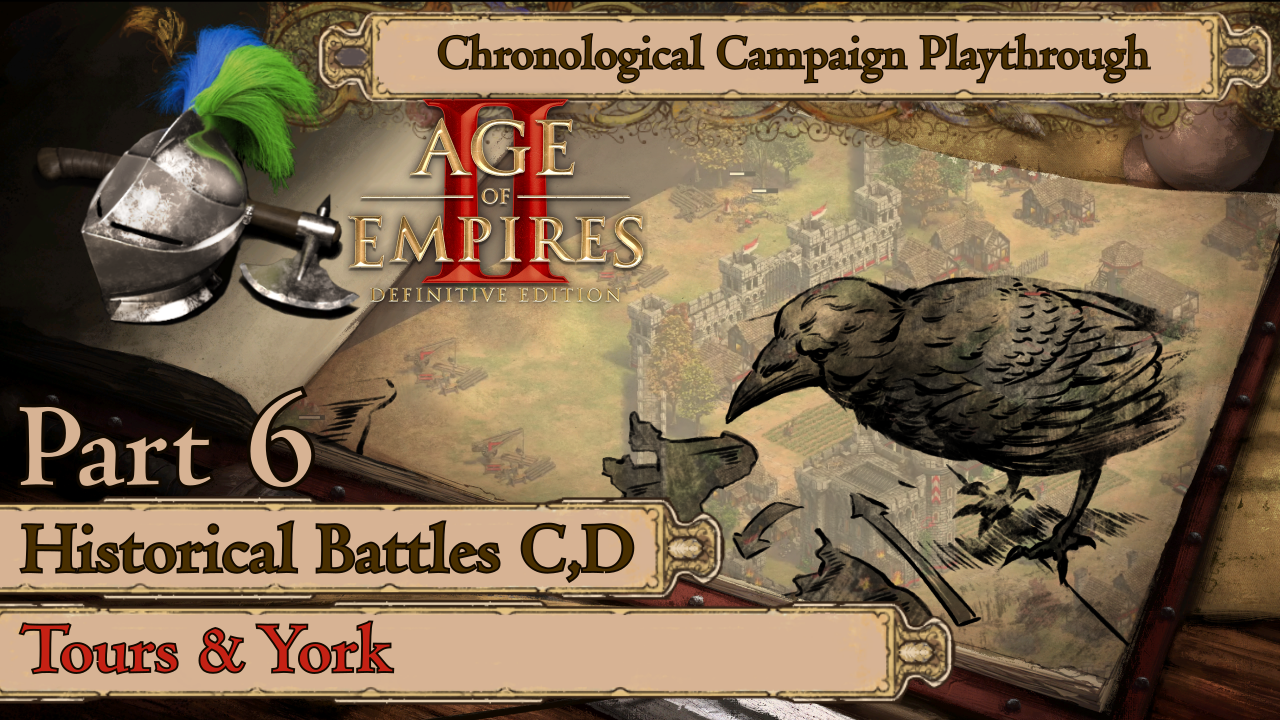 Chronological Campaign Playthrough
AGE
II
OF
EMPIRES
DEFINITIVE EDITION
Part 6
Historical Battles C,D
Tours & York